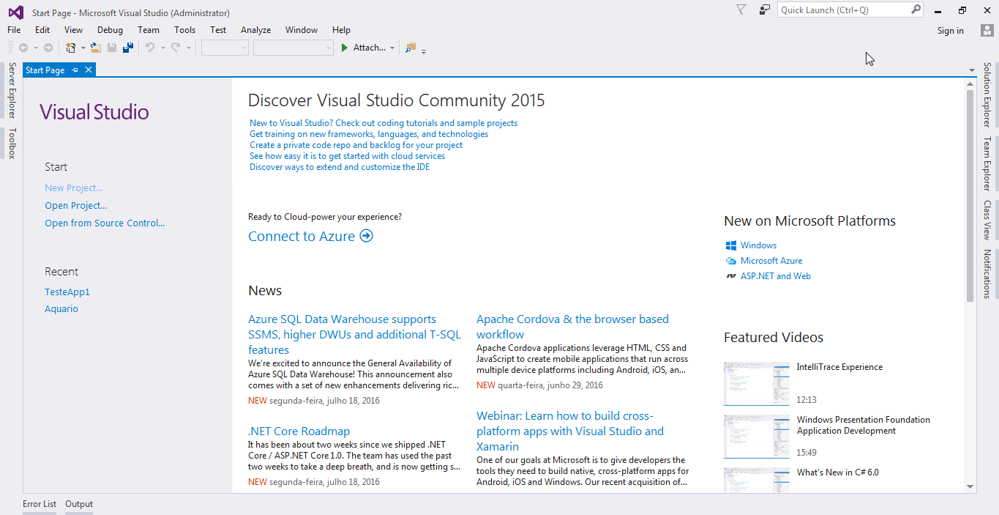 Start Page - Microsoft Visual Studio (Administrator)
Quick Launch (Ctrl+Q)
File Edit View Debug Team Tools Test Analyze Window Help
Sign in
Attach...
Server Explorer
Toolbox
Start Page
Visual Studio
Start
New Project...
Open Project...
Open from Source Control...
Recent
TesteApp1
Aquario
Discover Visual Studio Community 2015
New to Visual Studio? Check out coding tutorials and sample projects
Get training on new frameworks, languages, and technologies
Create a private code repo and backlog for your project
See how easy it is to get started with cloud services
Discover ways to extend and customize the IDE
Ready to Cloud-power your experience?
Connect to Azure
News
Azure SQL Data Warehouse supports
SSMS, higher DWUs and additional T-SQL
features
We're excited to announce the General Availability of
Azure SQL Data Warehouse! This announcement also
comes with a set of new enhancements delivering ric...
NEW segunda-feira, julho 18, 2016
.NET Core Roadmap
It has been about two weeks since we shipped .NET
Core / ASP.NET Core 1.0. The team has used the past
two weeks to take a deep breath, and is now getting s...
NEW segunda-feira, julho 18, 2016
Apache Cordova & the browser based
workflow
Apache Cordova applications leverage HTML, CSS and
JavaScript to create mobile applications that run across
multiple device platforms including Android, iOS, an...
NEW quarta-feira, junho 29, 2016
Webinar: Learn how to build cross-
platform apps with Visual Studio and
Xamarin
One of our goals at Microsoft is to give developers the
tools they need to build native, cross-platform apps for
Android, iOS and Windows. Our recent acquisition of...
New on Microsoft Platforms
Windows
Microsoft Azure
ASP.NET and Web
Featured Videos
IntelliTrace Experience
12:13
Windows Presentation Foundation
Application Development
15:49
What's New in C# 6.0
Solution Explorer
Team Explorer
Class View
Notifications
Error List Output